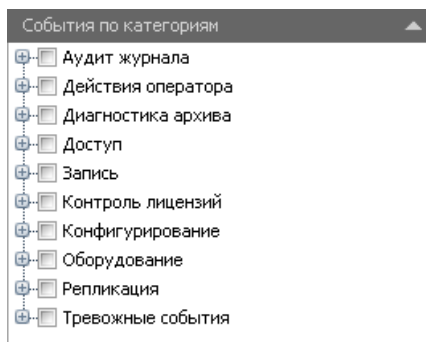 События по категориям
Аудит журнала
Действия оператора
Диагностика архива
Доступ
Запись
Контроль лицензий
Конфигурирование
Оборудование
Репликация
Тревожные события